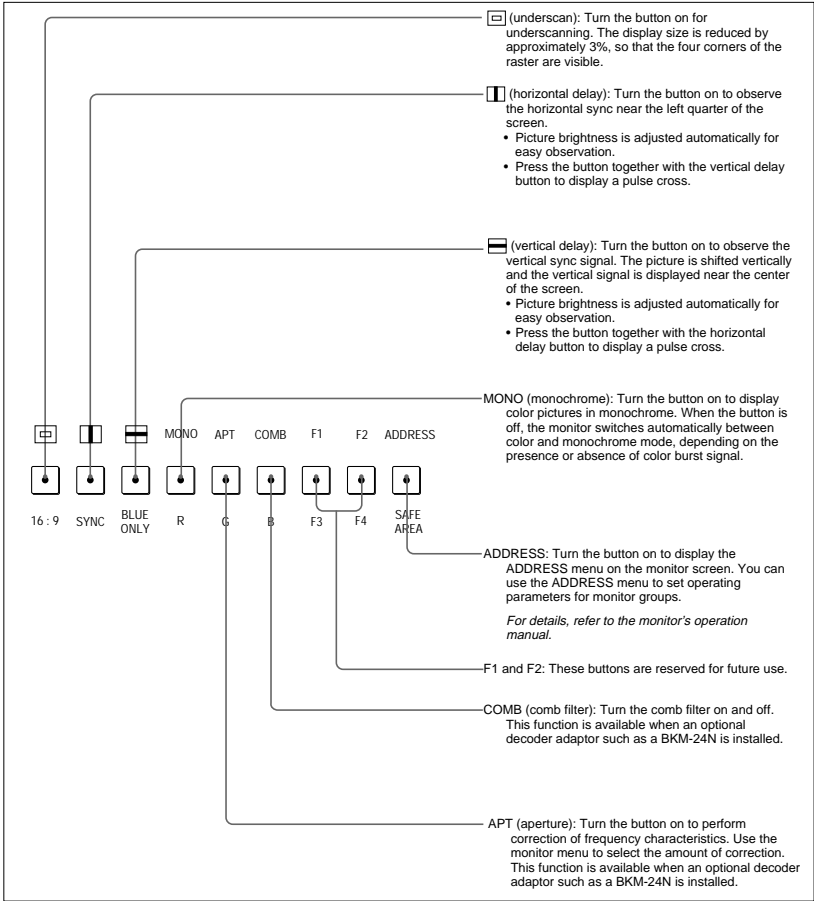 (underscan): Turn the button on for
underscanning. The display size is reduced by
approximately 3%, so that the four corners of the
raster are visible.
(horizontal delay): Turn the button on to observe
the horizontal sync near the left quarter of the
screen.
• Picture brightness is adjusted automatically for
easy observation.
• Press the button together with the vertical delay
button to display a pulse cross.
(vertical delay): Turn the button on to observe the
vertical sync signal. The picture is shifted vertically
and the vertical signal is displayed near the center
of the screen.
• Picture brightness is adjusted automatically for
easy observation.
• Press the button together with the horizontal
delay button to display a pulse cross.
MONO (monochrome): Turn the button on to display
color pictures in monochrome. When the button is
off, the monitor switches automatically between
color and monochrome mode, depending on the
presence or absence of color burst signal.
MONO APT COMB F1 F2 ADDRESS
16 : 9 SYNC BLUE ONLY R G B F3 F4 SAFE AREA
ADDRESS: Turn the button on to display the
ADDRESS menu on the monitor screen. You can
use the ADDRESS menu to set operating
parameters for monitor groups.
For details, refer to the monitor's operation
manual.
F1 and F2: These buttons are reserved for future use.
COMB (comb filter): Turn the comb filter on and off.
This function is available when an optional
decoder adaptor such as a BKM-24N is installed.
APT (aperture): Turn the button on to perform
correction of frequency characteristics. Use the
monitor menu to select the amount of correction.
This function is available when an optional decoder
adaptor such as a BKM-24N is installed.